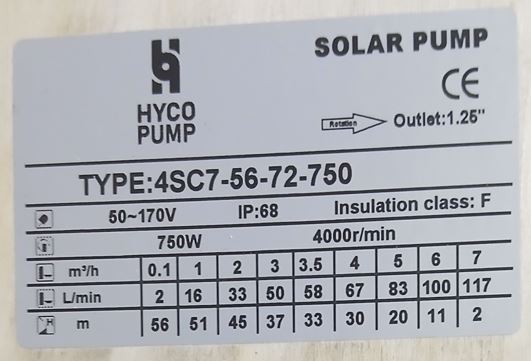 SOLAR PUMP
CE
HYCO
PUMP
Rotation
Outlet:1.25"
TYPE:4SC7-56-72-750
50~170V IP:68 Insulation class: F
750W 4000r/min
m³/h 0.1 1 2 3 3.5 4 5 6 7
L/min 2 16 33 50 58 67 83 100 117
H m 56 51 45 37 33 30 20 11 2